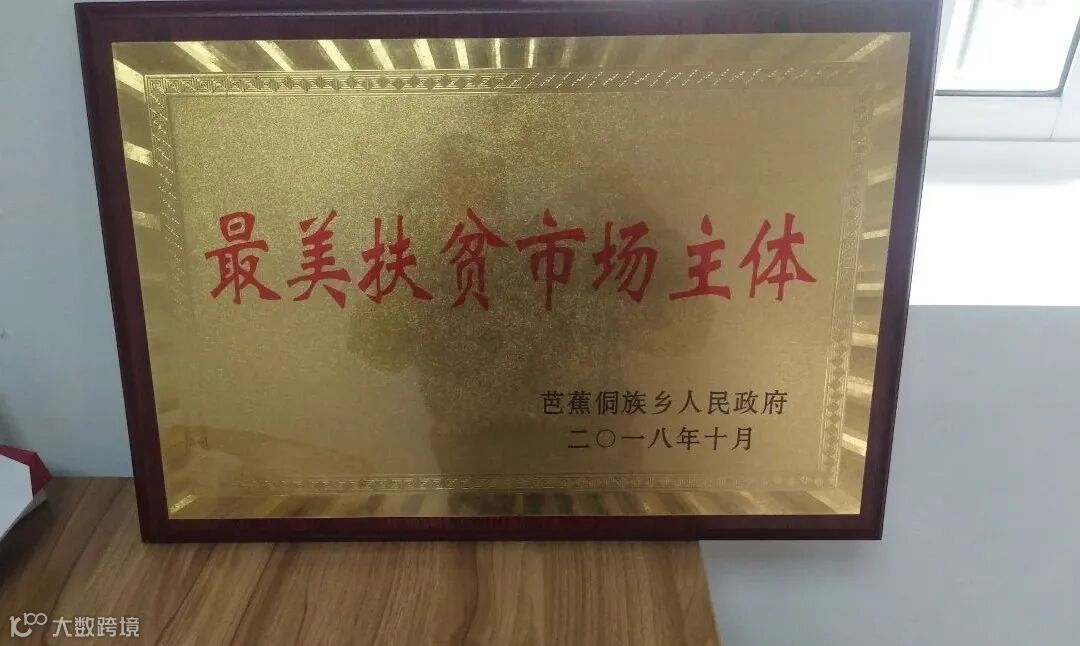 最美扶贫市场主体
芭蕉侗族乡人民政府
二〇一八年十月
大数跨境